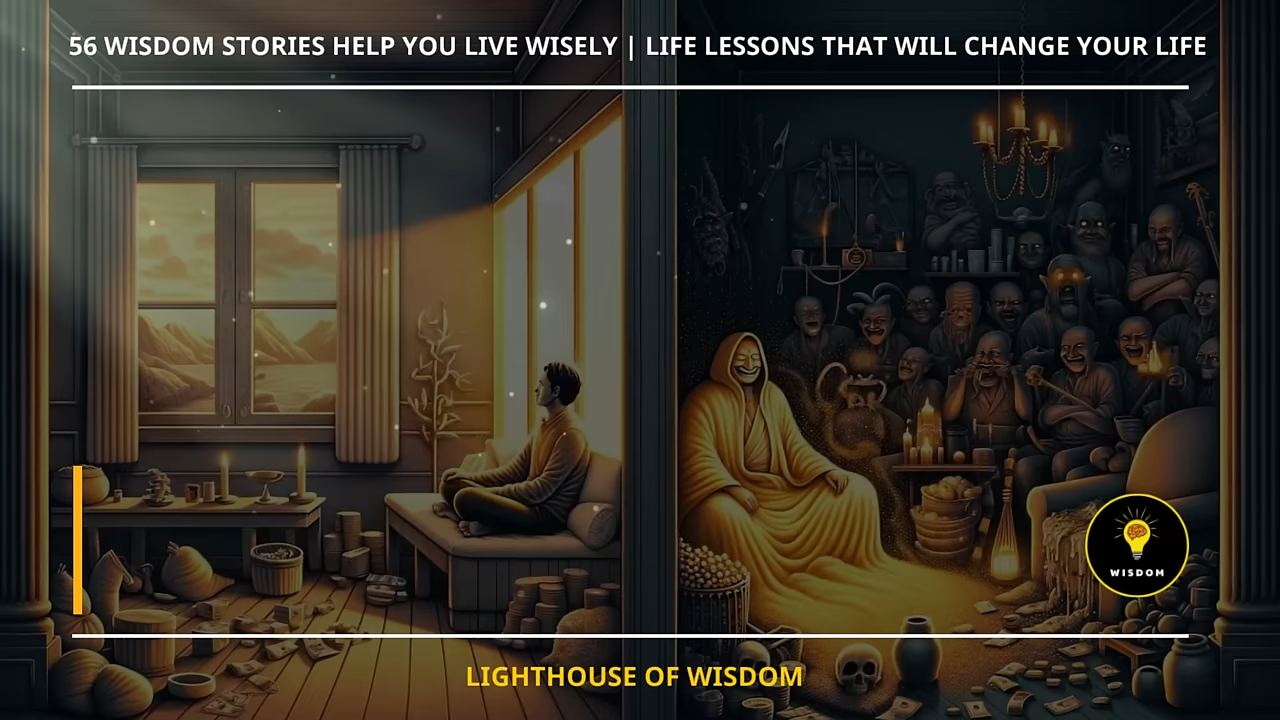 56 WISDOM STORIES HELP YOU LIVE WISELY | LIFE LESSONS THAT WILL CHANGE YOUR LIFE
WISDOM
LIGHTHOUSE OF WISDOM